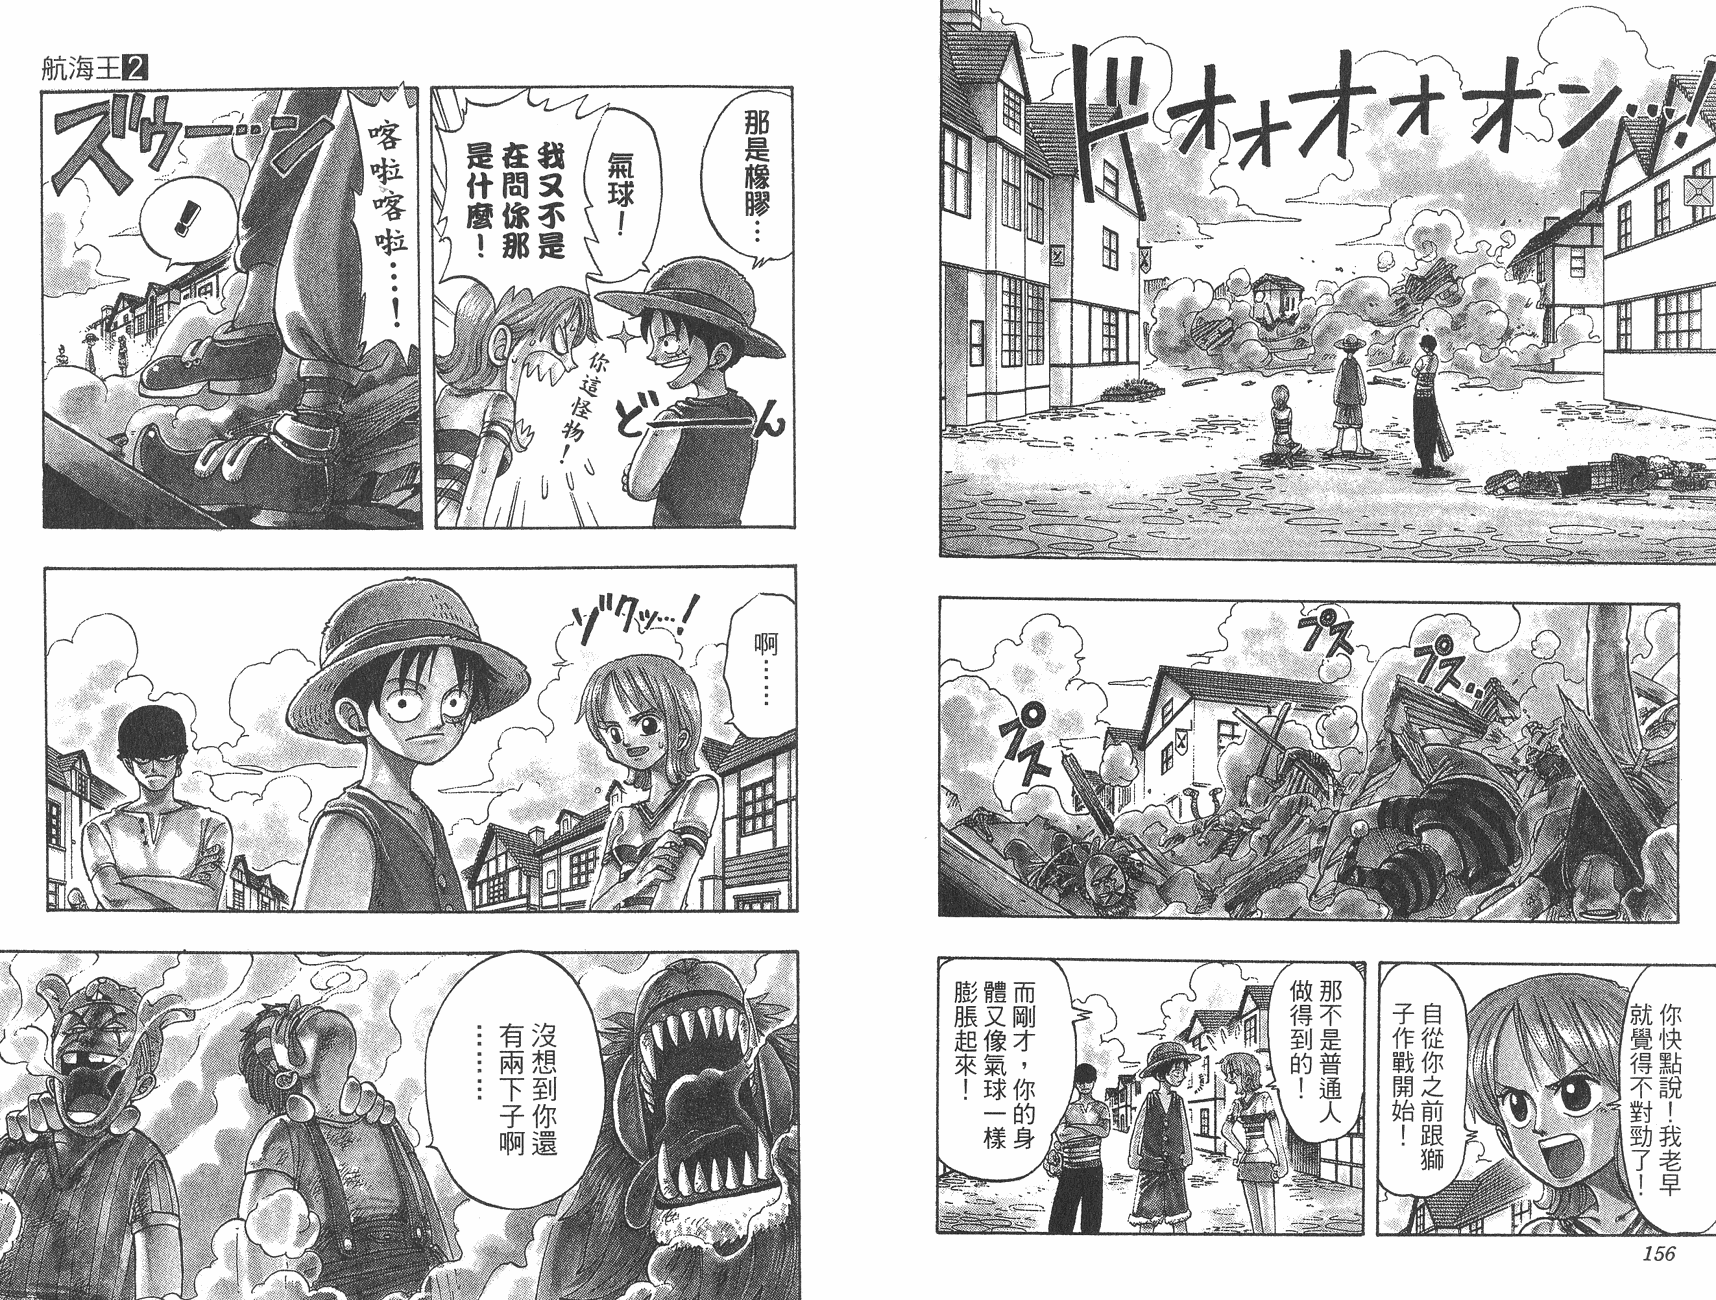 ドオオオオオン…！
プスプス
プス…
你快點說！我老早
就覺得不對勁了！
自從你之前跟獅
子作戰開始！
那不是普通人
做得到的！
而剛才，你的身
體又像氣球一樣
膨脹起來！
156
航海王2
那是橡膠…
氣球！
我又不是
在問你那
是什麼！
你這怪物！
どーん
喀啦喀啦…！
ズゥー‥ン
！
啊……
ゾクッ…！
沒想到你還
有兩下子啊
………